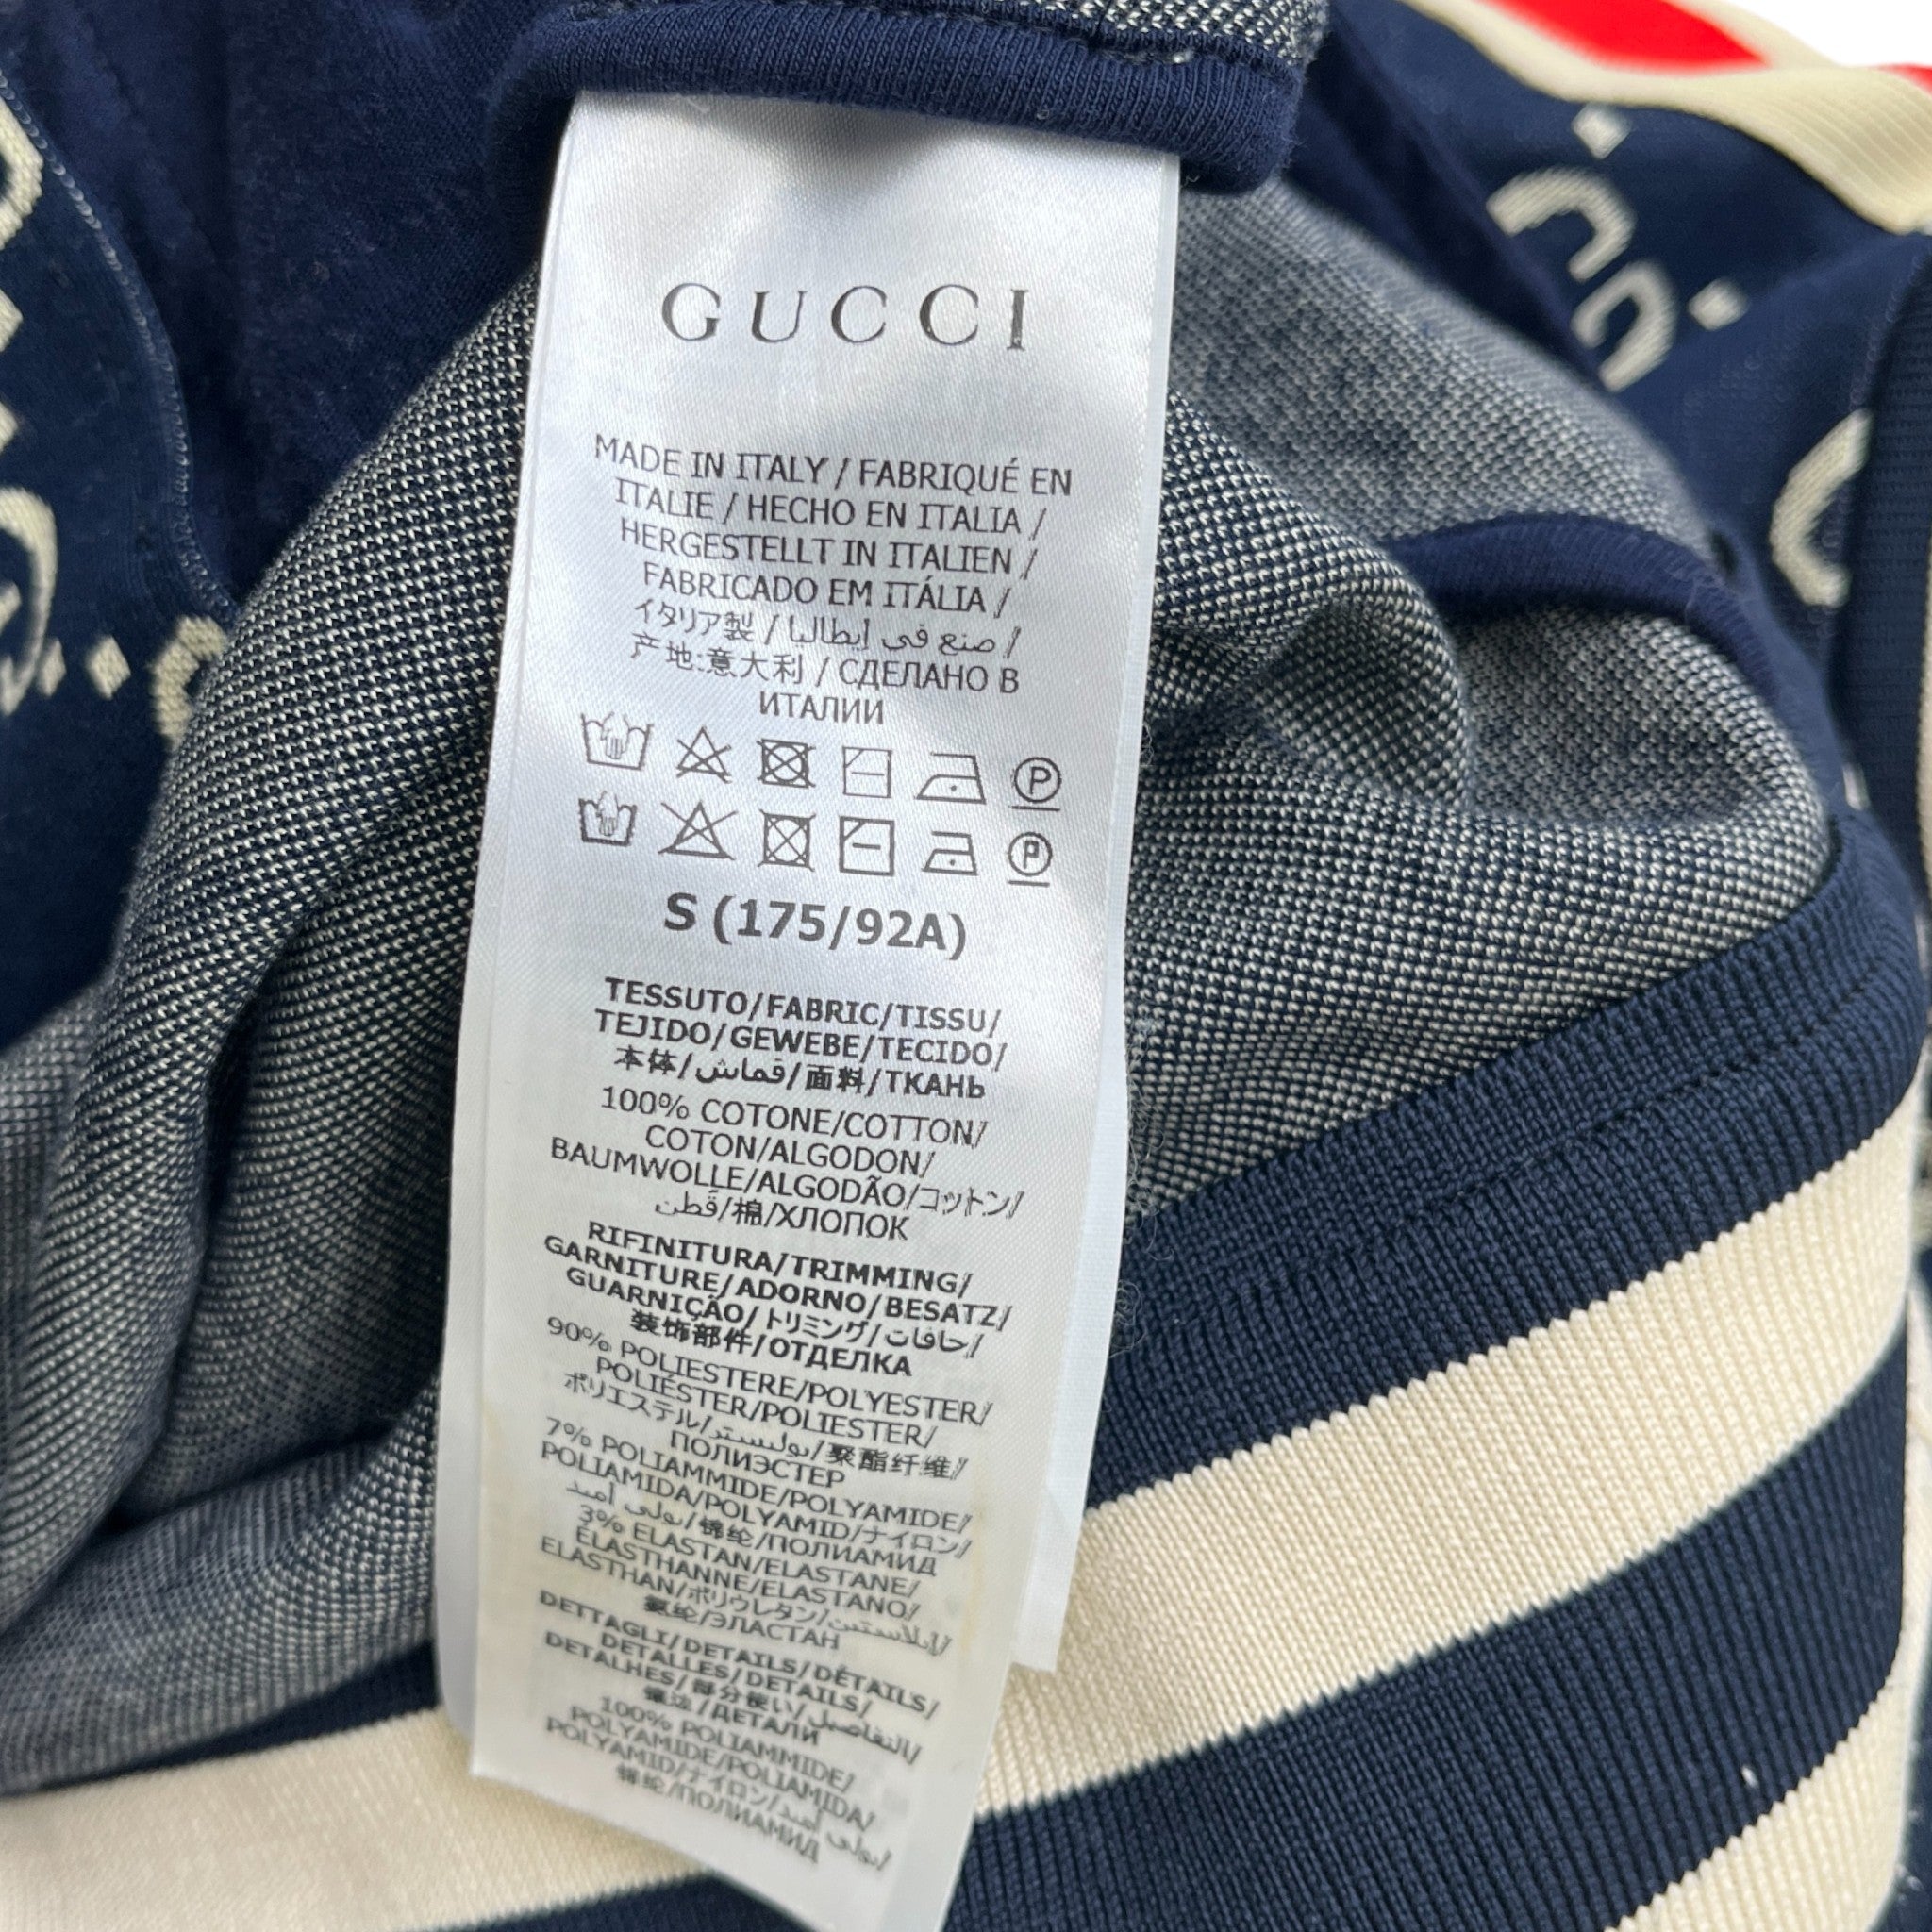 GUCCI
MADE IN ITALY / FABRIQUÉ EN
ITALIE / HECHO EN ITALIA /
HERGESTELLT IN ITALIEN /
FABRICADO EM ITÁLIA /
イタリア製 / صنع في إيطاليا /
产地:意大利 / СДЕЛАНО В
ИТАЛИИ
P
P
S (175/92A)
TESSUTO/FABRIC/TISSU/
TEJIDO/GEWEBE/TECIDO/
本体/قماش/面料/ТКАНЬ
100% COTONE/COTTON/
COTON/ALGODON/
BAUMWOLLE/ALGODÃO/コットン/
قطن/棉/ХЛОПОК
RIFINITURA/TRIMMING/
GARNITURE/ADORNO/BESATZ/
GUARNIÇÃO/トリミング/حافات/
装饰部件/ОТДЕЛКА
90% POLIESTERE/POLYESTER/
POLIÉSTER/POLIESTER/
ポリエステル/بوليستر/聚酯纤维/
ПОЛИЭСТЕР
7% POLIAMMIDE/POLYAMIDE/
POLIAMIDA/POLYAMID/ナイロン/
بولي أميد/锦纶/ПОЛИАМИД
3% ELASTAN/ELASTANE/
ÉLASTHANNE/ELASTANO/
ELASTHAN/ポリウレタン/الايلاستين/
氨纶/ЭЛАСТАН
DETTAGLI/DETAILS/DÉTAILS/
DETALLES/DETAILS/
DETALHES/部分使い/التفاصيل/
镶边/ДЕТАЛИ
100% POLIAMMIDE/
POLYAMIDE/POLIAMIDA/
POLYAMID/ナイロン/بولي أميد/
锦纶/ПОЛИАМИД